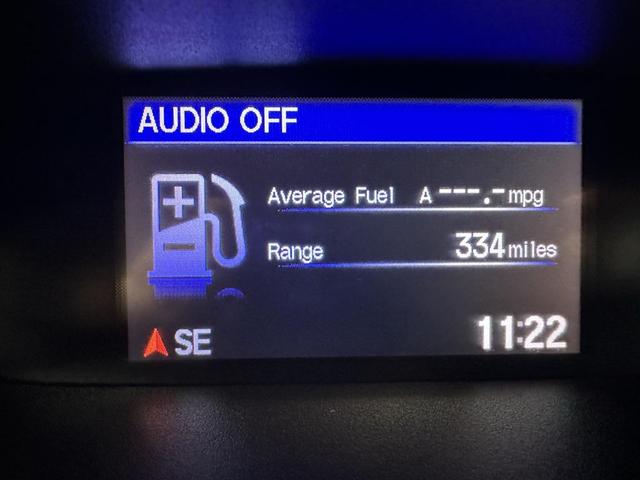 AUDIO OFF
Average Fuel A ---.- mpg
Range 334 miles
SE 11:22